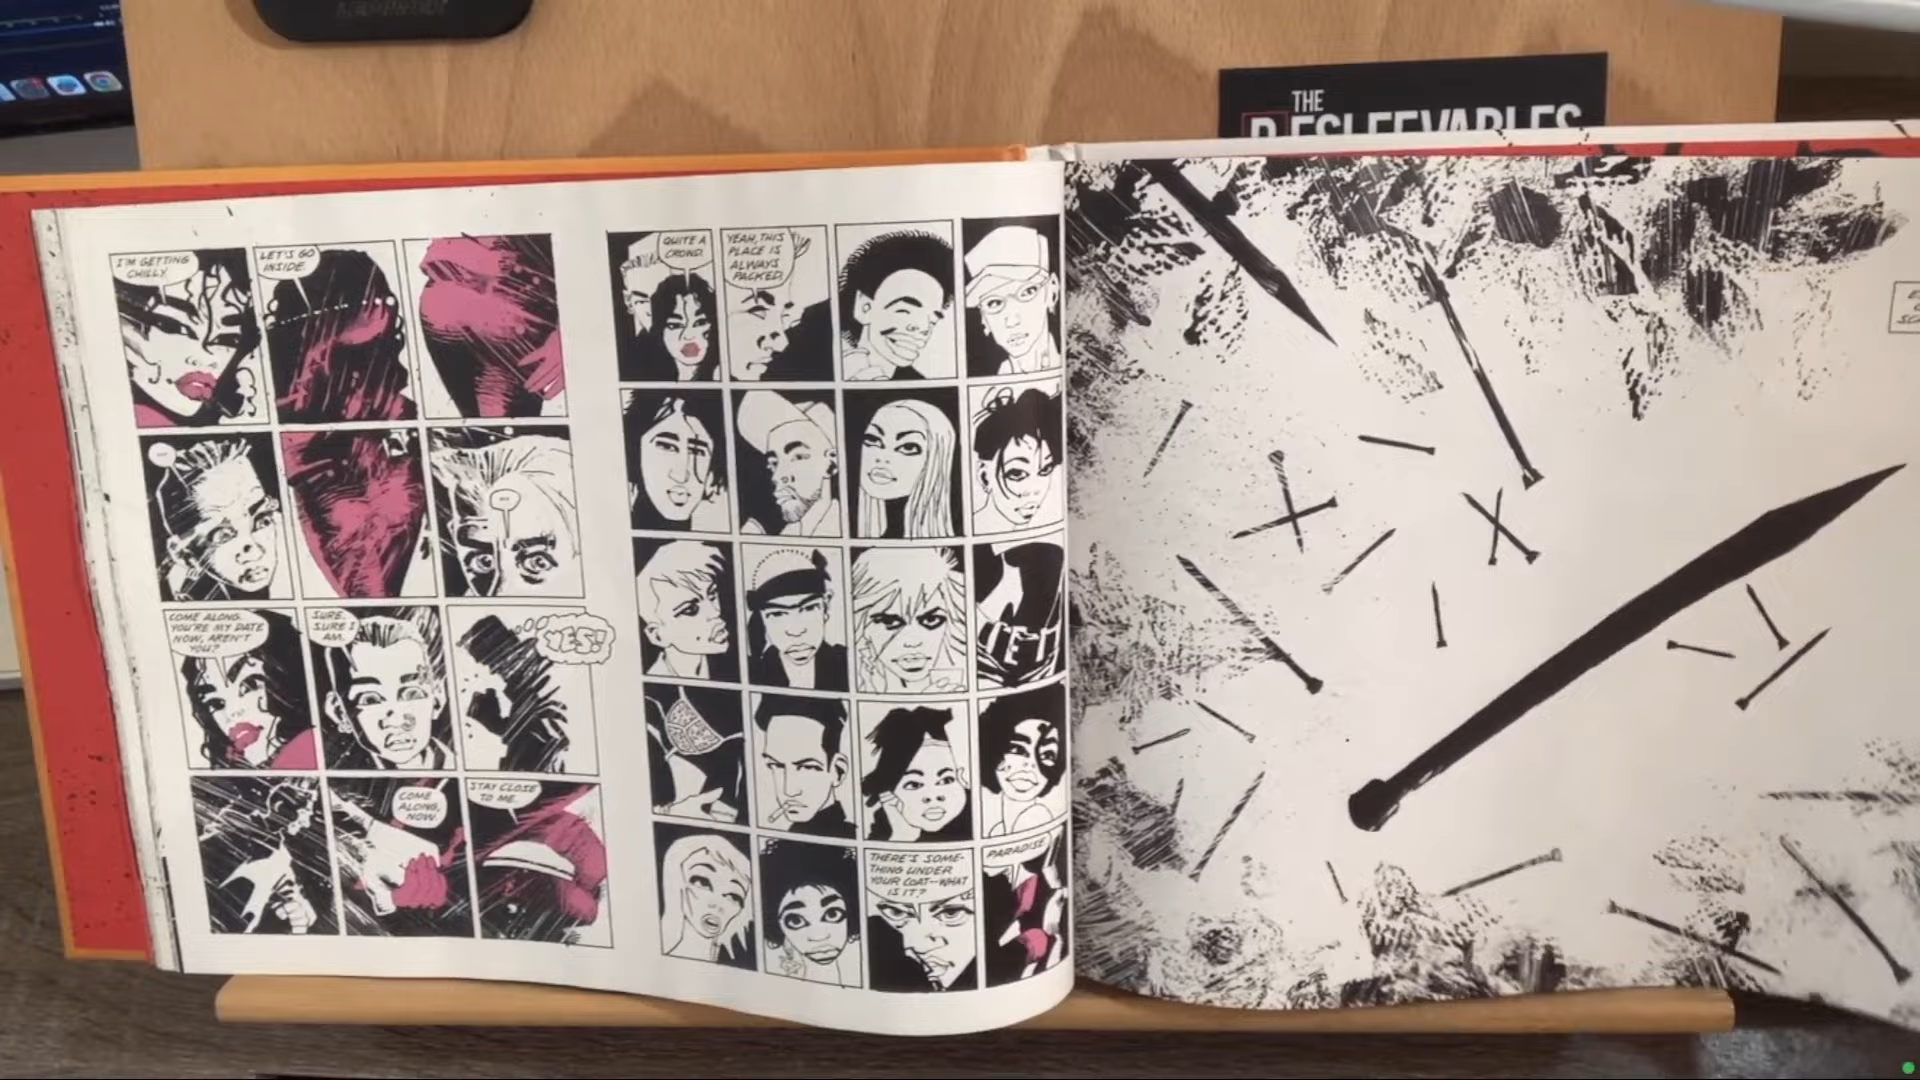 THE
RESLEEVABLES
I'M GETTING
CHILLY.
LET'S GO
INSIDE.
...
...
COME ALONG.
YOU'RE MY DATE
NOW, AREN'T
YOU?
SURE.
SURE I
AM.
YES!
COME
ALONG,
NOW.
STAY CLOSE
TO ME.
QUITE A
CROWD.
YEAH, THIS
PLACE IS
ALWAYS
PACKED.
THERE'S SOME-
THING UNDER
YOUR COAT--WHAT
IS IT?
PARADISE.